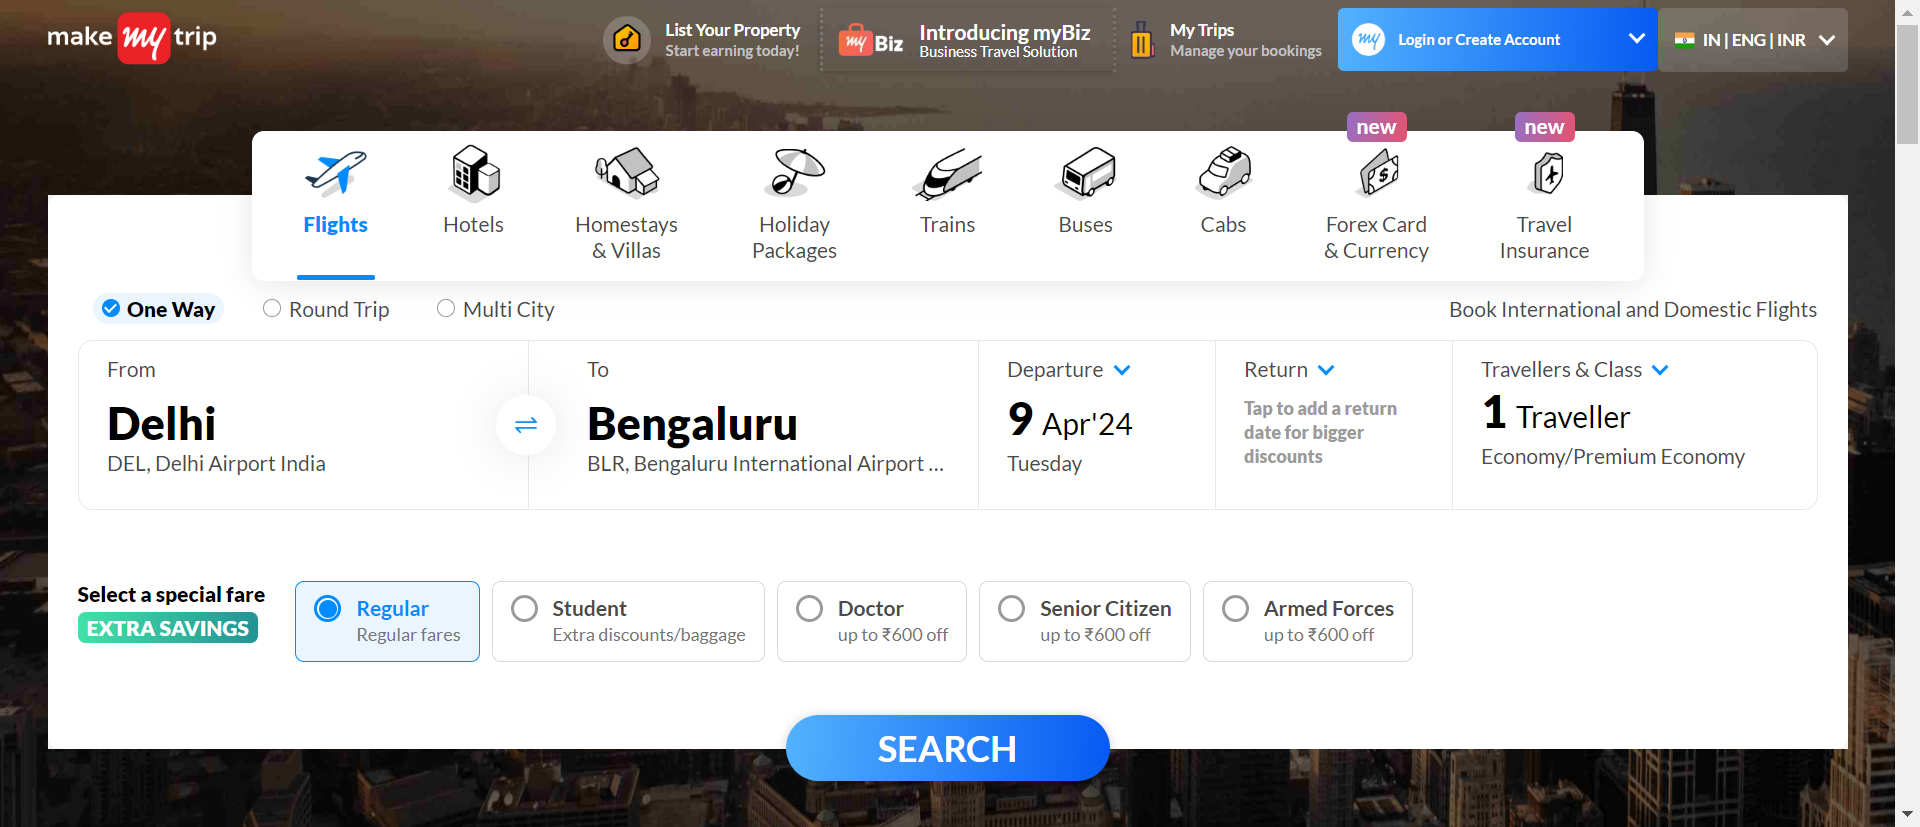 make my trip
List Your Property
Start earning today!
my Biz
Introducing myBiz
Business Travel Solution
My Trips
Manage your bookings
my
Login or Create Account
IN | ENG | INR
new
new
Flights
Hotels
Homestays
& Villas
Holiday
Packages
Trains
Buses
Cabs
Forex Card
& Currency
Travel
Insurance
One Way
Round Trip
Multi City
Book International and Domestic Flights
From
Delhi
DEL, Delhi Airport India
To
Bengaluru
BLR, Bengaluru International Airport ...
Departure
9 Apr'24
Tuesday
Return
Tap to add a return
date for bigger
discounts
Travellers & Class
1 Traveller
Economy/Premium Economy
Select a special fare
EXTRA SAVINGS
Regular
Regular fares
Student
Extra discounts/baggage
Doctor
up to ₹600 off
Senior Citizen
up to ₹600 off
Armed Forces
up to ₹600 off
SEARCH